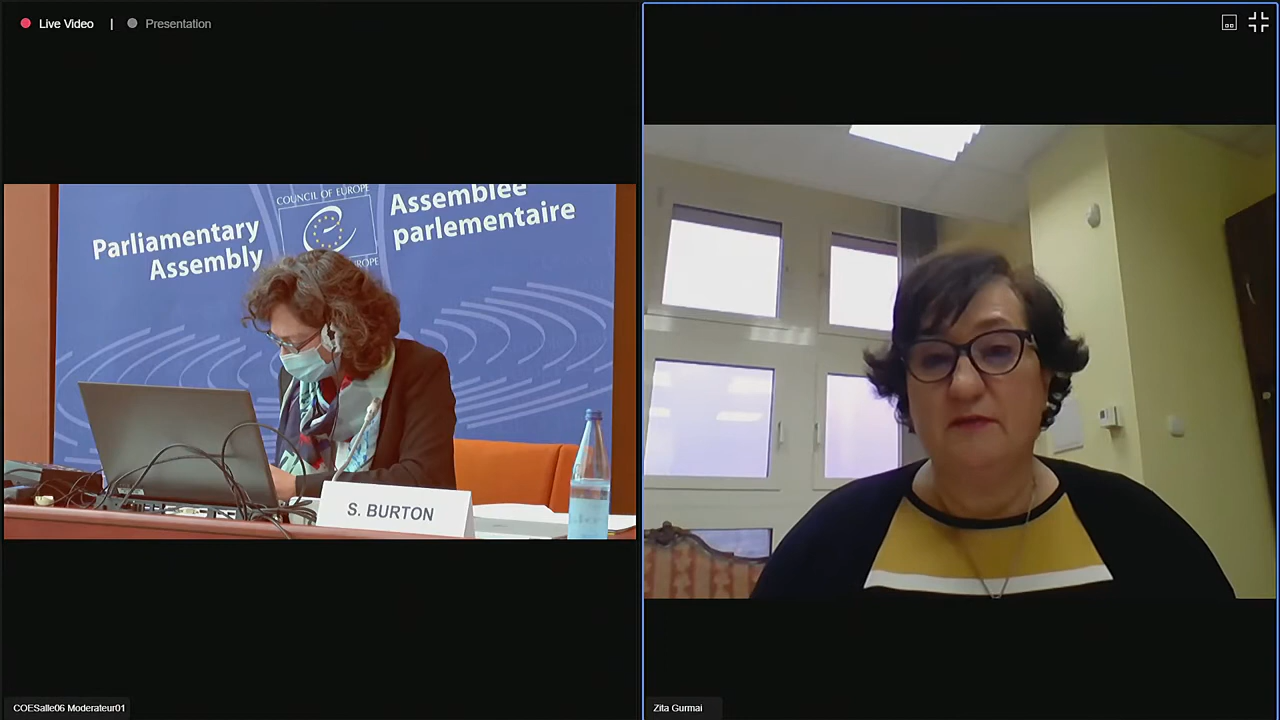 Live Video | Presentation
Parliamentary
Assembly
COUNCIL OF EUROPE
Assemblée
parlementaire
S. BURTON
COESalle06 Moderateur01
Zita Gurmai